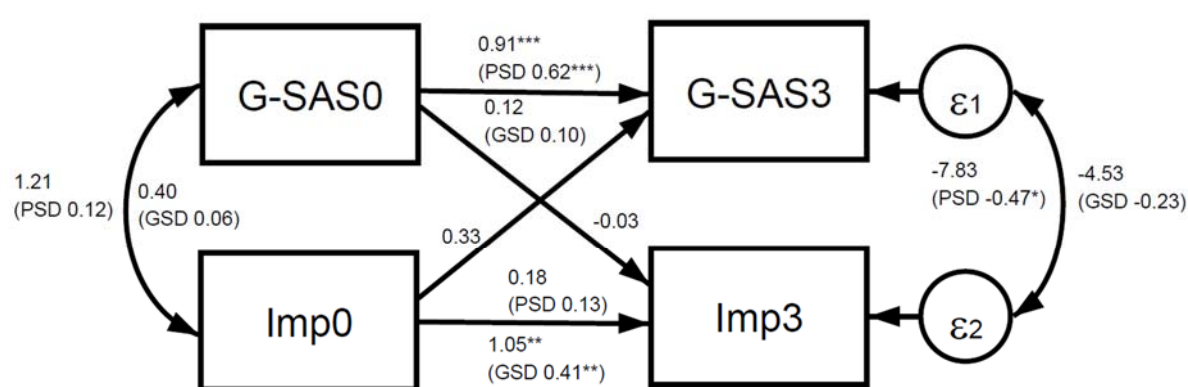 0.91***
(PSD 0.62***)
G-SAS0
G-SAS3
ε1
0.12
(GSD 0.10)
1.21
(PSD 0.12)
0.40
(GSD 0.06)
-7.83
(PSD -0.47*)
-4.53
(GSD -0.23)
0.33
-0.03
0.18
(PSD 0.13)
Imp0
Imp3
ε2
1.05**
(GSD 0.41**)